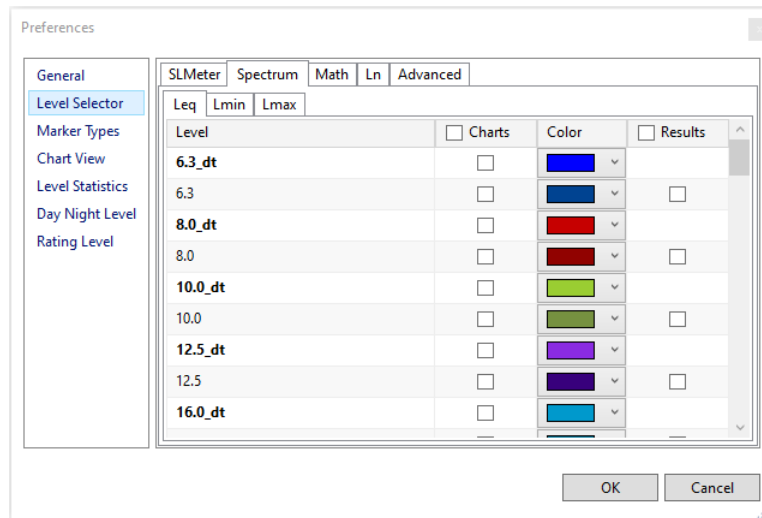 Preferences
General
Level Selector
Marker Types
Chart View
Level Statistics
Day Night Level
Rating Level
SLMeter Spectrum Math Ln Advanced
Leq Lmin Lmax
Level Charts Color Results
6.3_dt
6.3
8.0_dt
8.0
10.0_dt
10.0
12.5_dt
12.5
16.0_dt
OK Cancel